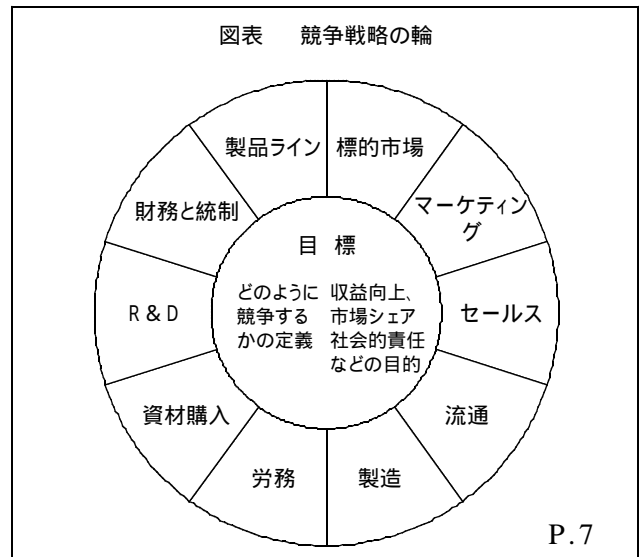 図表　競争戦略の輪
製品ライン
標的市場
マーケティン
グ
セールス
流通
製造
労務
資材購入
R＆D
財務と統制
目 標
どのように
競争する
かの定義
収益向上、
市場シェア
社会的責任
などの目的
P.7